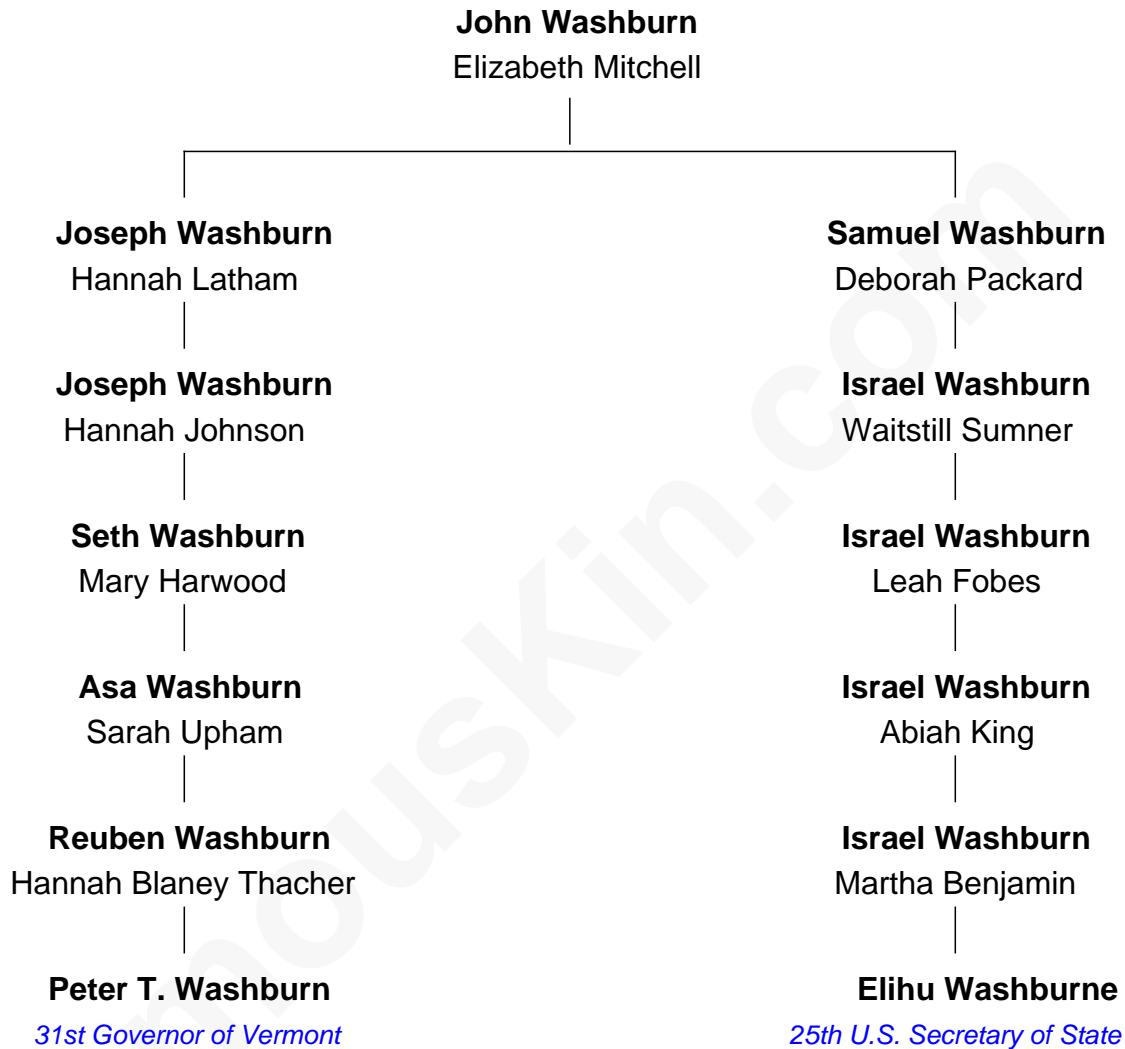 John Washburn
Elizabeth Mitchell
Joseph Washburn
Hannah Latham
Samuel Washburn
Deborah Packard
Joseph Washburn
Hannah Johnson
Israel Washburn
Waitstill Sumner
Seth Washburn
Mary Harwood
Israel Washburn
Leah Fobes
Asa Washburn
Sarah Upham
Israel Washburn
Abiah King
Reuben Washburn
Hannah Blaney Thacher
Israel Washburn
Martha Benjamin
Peter T. Washburn
31st Governor of Vermont
Elihu Washburne
25th U.S. Secretary of State
mouskin.com